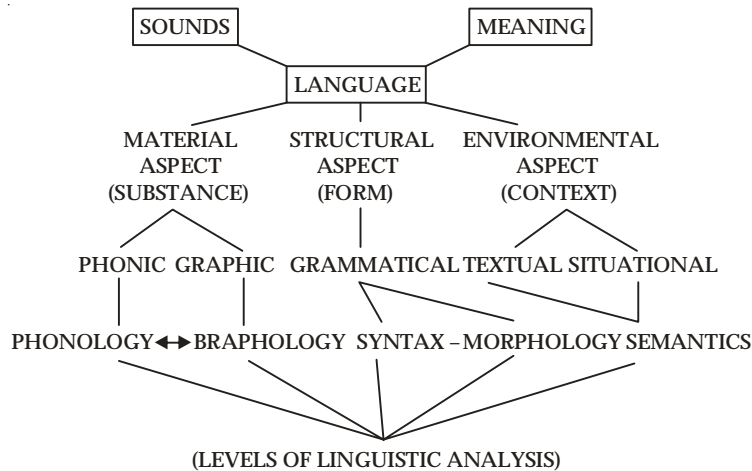 SOUNDS MEANING
LANGUAGE
MATERIAL STRUCTURAL ENVIRONMENTAL
ASPECT ASPECT ASPECT
(SUBSTANCE) (FORM) (CONTEXT)
PHONIC GRAPHIC GRAMMATICAL TEXTUAL SITUATIONAL
PHONOLOGY BRAPHOLOGY SYNTAX – MORPHOLOGY SEMANTICS
(LEVELS OF LINGUISTIC ANALYSIS)